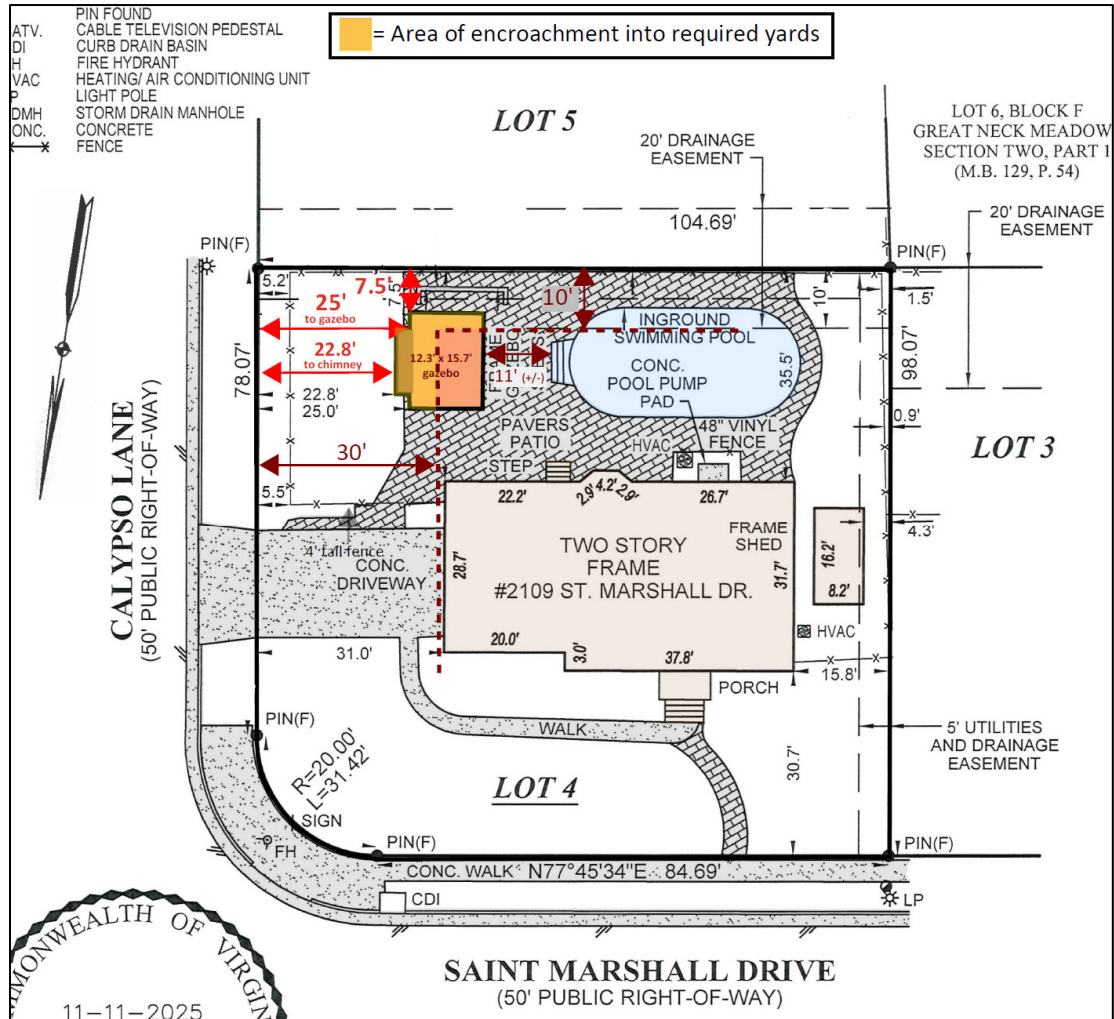 PIN FOUND
ATV. CABLE TELEVISION PEDESTAL
DI CURB DRAIN BASIN
H FIRE HYDRANT
VAC HEATING/ AIR CONDITIONING UNIT
P LIGHT POLE
DMH STORM DRAIN MANHOLE
ONC. CONCRETE
FENCE
= Area of encroachment into required yards
LOT 5
20' DRAINAGE
EASEMENT
LOT 6, BLOCK F
GREAT NECK MEADOW
SECTION TWO, PART 1
(M.B. 129, P. 54)
20' DRAINAGE
EASEMENT
104.69'
PIN(F)
PIN(F)
5.2'
7.5'
7.5'
10'
10'
1.5'
25'
to gazebo
22.8'
to chimney
22.8'
25.0'
12.3' x 15.7'
gazebo
FRAME
11' (+/-)
INGROUND
SWIMMING POOL
CONC.
POOL PUMP
PAD
35.5'
98.07'
78.07'
0.9'
LOT 3
PAVERS
PATIO
HVAC
48" VINYL
FENCE
30'
STEP
5.5'
22.2'
2.9'
4.2'
2.9'
26.7'
4' tall fence
CONC.
DRIVEWAY
28.7'
TWO STORY
FRAME
#2109 ST. MARSHALL DR.
31.7'
FRAME
SHED
16.2'
8.2'
4.3'
HVAC
CALYPSO LANE
(50' PUBLIC RIGHT-OF-WAY)
31.0'
20.0'
3.0'
37.8'
15.8'
PORCH
PIN(F)
WALK
5' UTILITIES
AND DRAINAGE
EASEMENT
R=20.00'
L=31.42'
SIGN
FH
LOT 4
30.7'
PIN(F)
CONC. WALK N77°45'34"E 84.69'
CDI
LP
SAINT MARSHALL DRIVE
(50' PUBLIC RIGHT-OF-WAY)
MMONWEALTH OF VIRGIN
11-11-2025